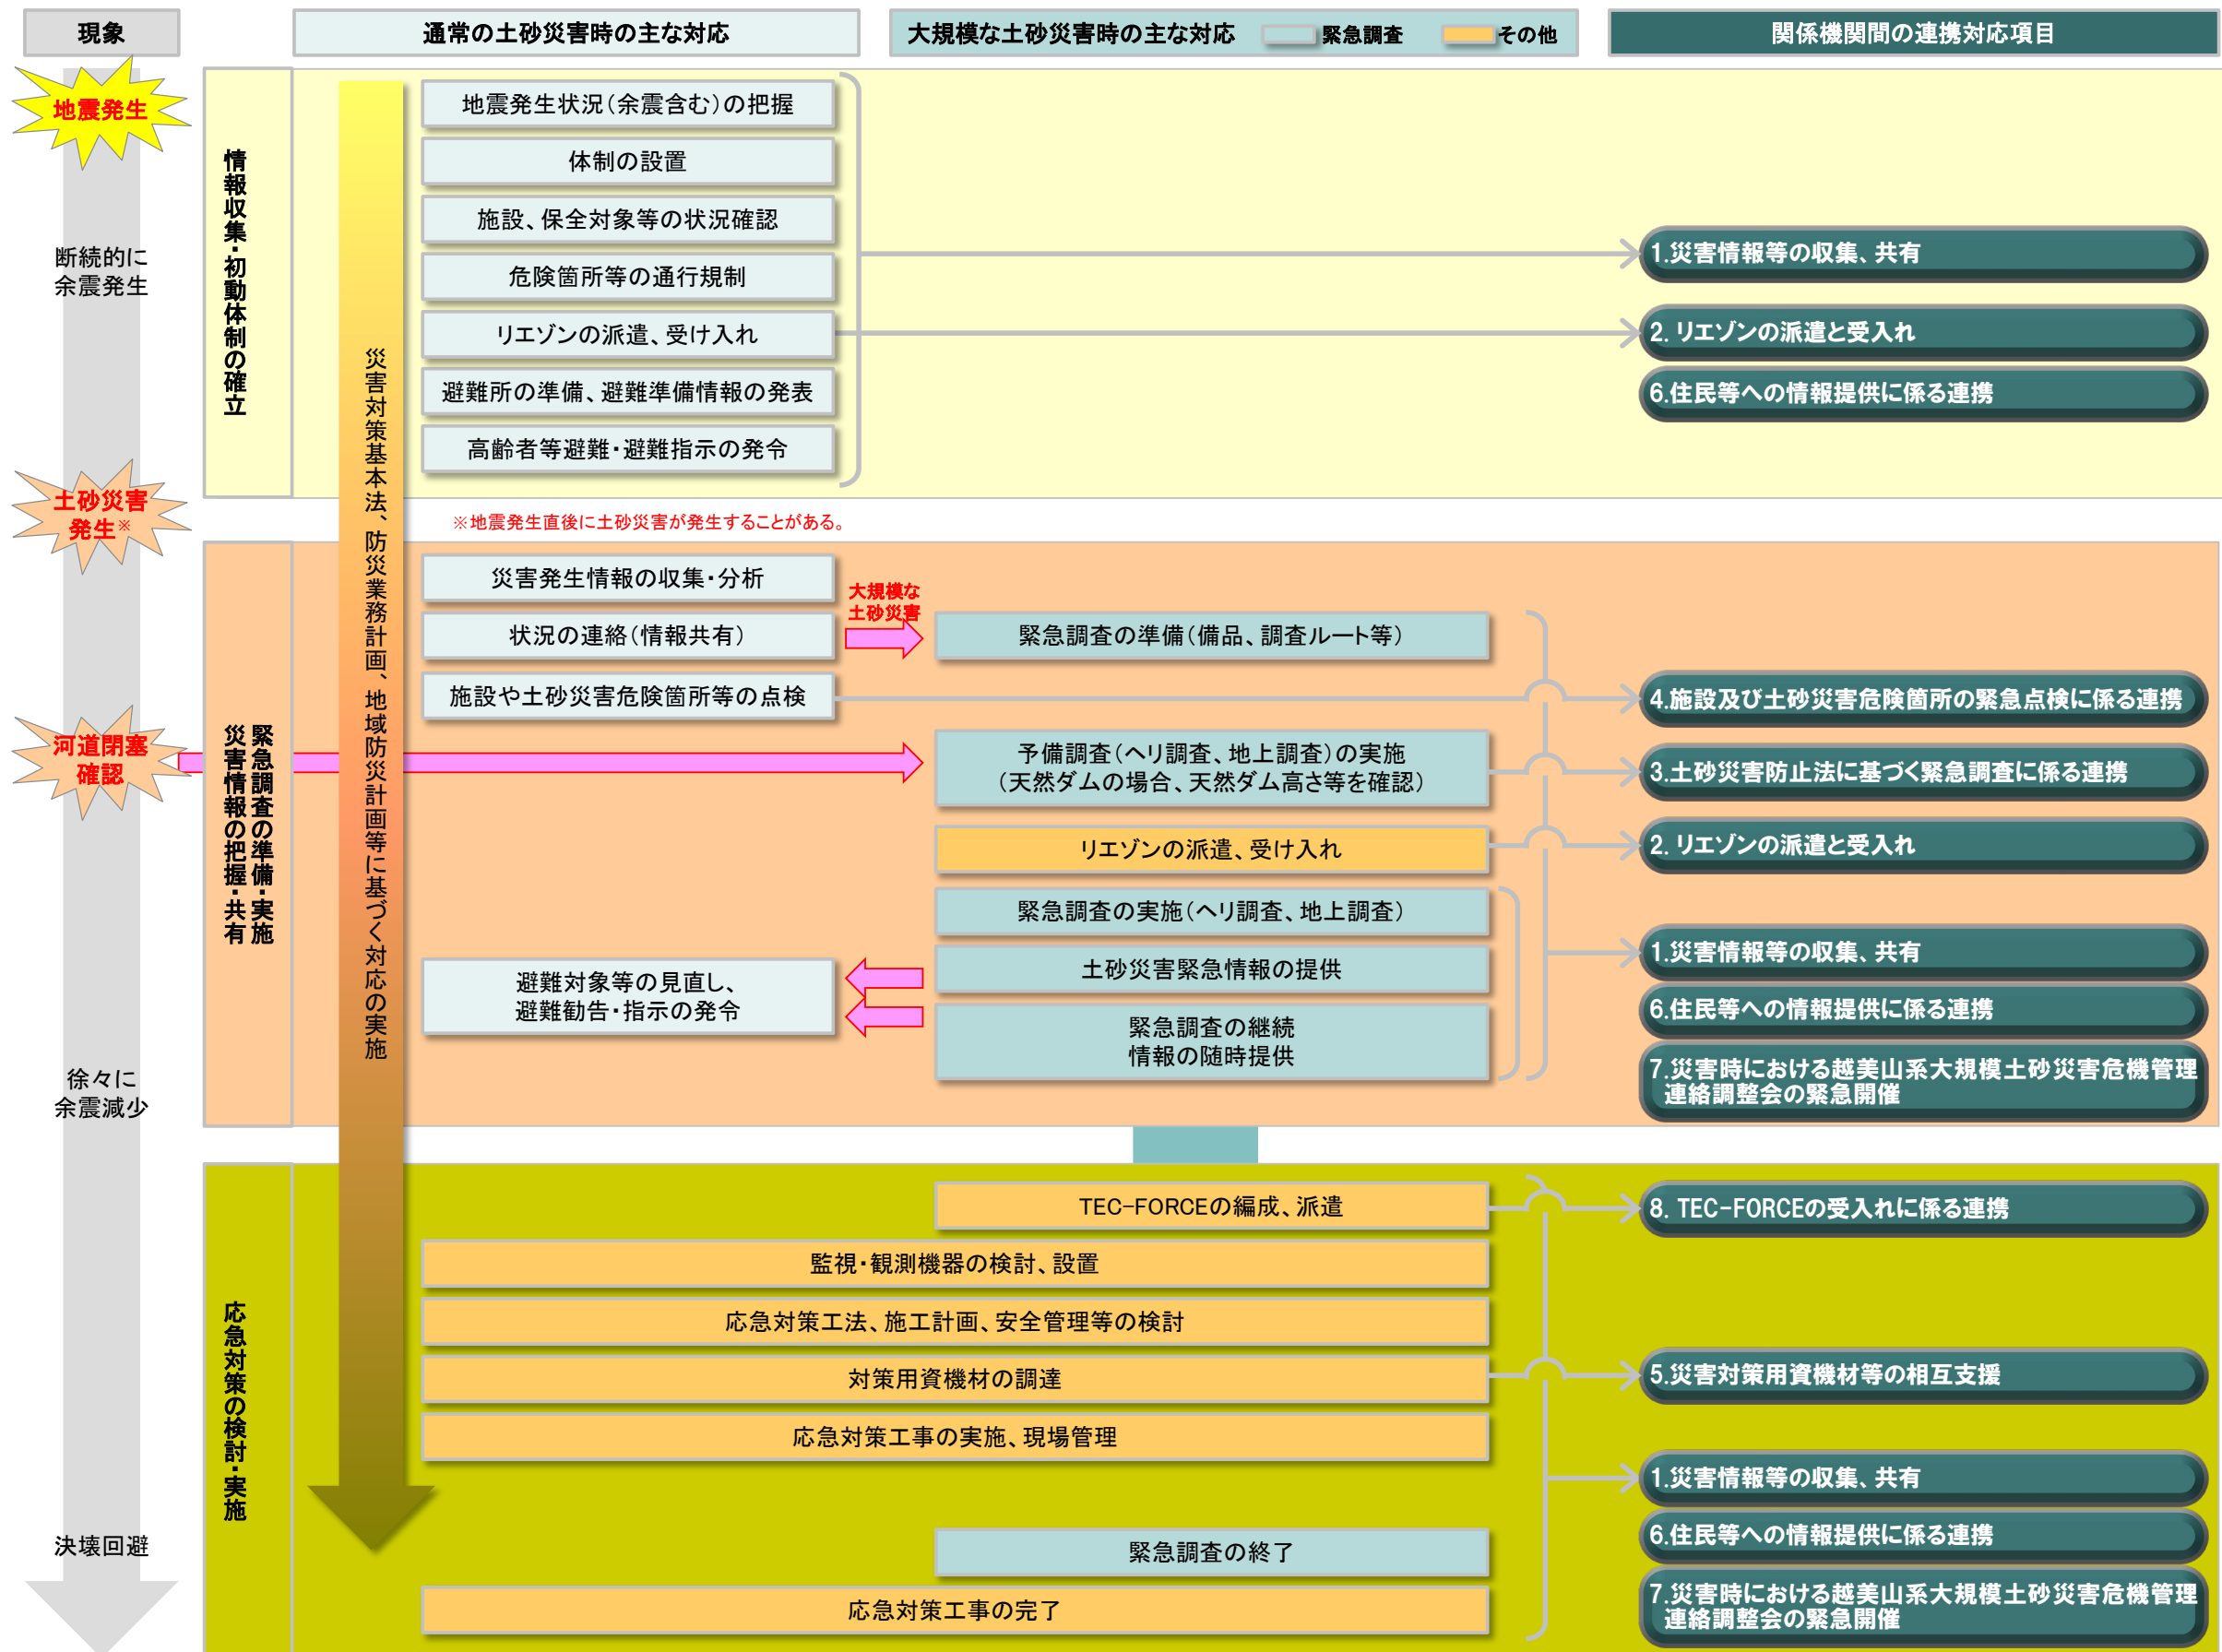 現象
通常の土砂災害時の主な対応
大規模な土砂災害時の主な対応
緊急調査
その他
関係機関間の連携対応項目
地震発生
断続的に
余震発生
土砂災害
発生※
河道閉塞
確認
徐々に
余震減少
決壊回避
災害対策基本法、防災業務計画、地域防災計画等に基づく対応の実施
情報収集・初動体制の確立
地震発生状況（余震含む）の把握
体制の設置
施設、保全対象等の状況確認
危険箇所等の通行規制
リエゾンの派遣、受け入れ
避難所の準備、避難準備情報の発表
高齢者等避難・避難指示の発令
1.災害情報等の収集、共有
2. リエゾンの派遣と受入れ
6.住民等への情報提供に係る連携
※地震発生直後に土砂災害が発生することがある。
緊急調査の準備・実施
災害情報の把握・共有
災害発生情報の収集・分析
状況の連絡（情報共有）
施設や土砂災害危険箇所等の点検
大規模な
土砂災害
緊急調査の準備（備品、調査ルート等）
予備調査（ヘリ調査、地上調査）の実施
（天然ダムの場合、天然ダム高さ等を確認）
リエゾンの派遣、受け入れ
緊急調査の実施（ヘリ調査、地上調査）
土砂災害緊急情報の提供
緊急調査の継続
情報の随時提供
避難対象等の見直し、
避難勧告・指示の発令
4.施設及び土砂災害危険箇所の緊急点検に係る連携
3.土砂災害防止法に基づく緊急調査に係る連携
2. リエゾンの派遣と受入れ
1.災害情報等の収集、共有
6.住民等への情報提供に係る連携
7.災害時における越美山系大規模土砂災害危機管理
連絡調整会の緊急開催
応急対策の検討・実施
TEC-FORCEの編成、派遣
監視・観測機器の検討、設置
応急対策工法、施工計画、安全管理等の検討
対策用資機材の調達
応急対策工事の実施、現場管理
緊急調査の終了
応急対策工事の完了
8. TEC-FORCEの受入れに係る連携
5.災害対策用資機材等の相互支援
1.災害情報等の収集、共有
6.住民等への情報提供に係る連携
7.災害時における越美山系大規模土砂災害危機管理
連絡調整会の緊急開催